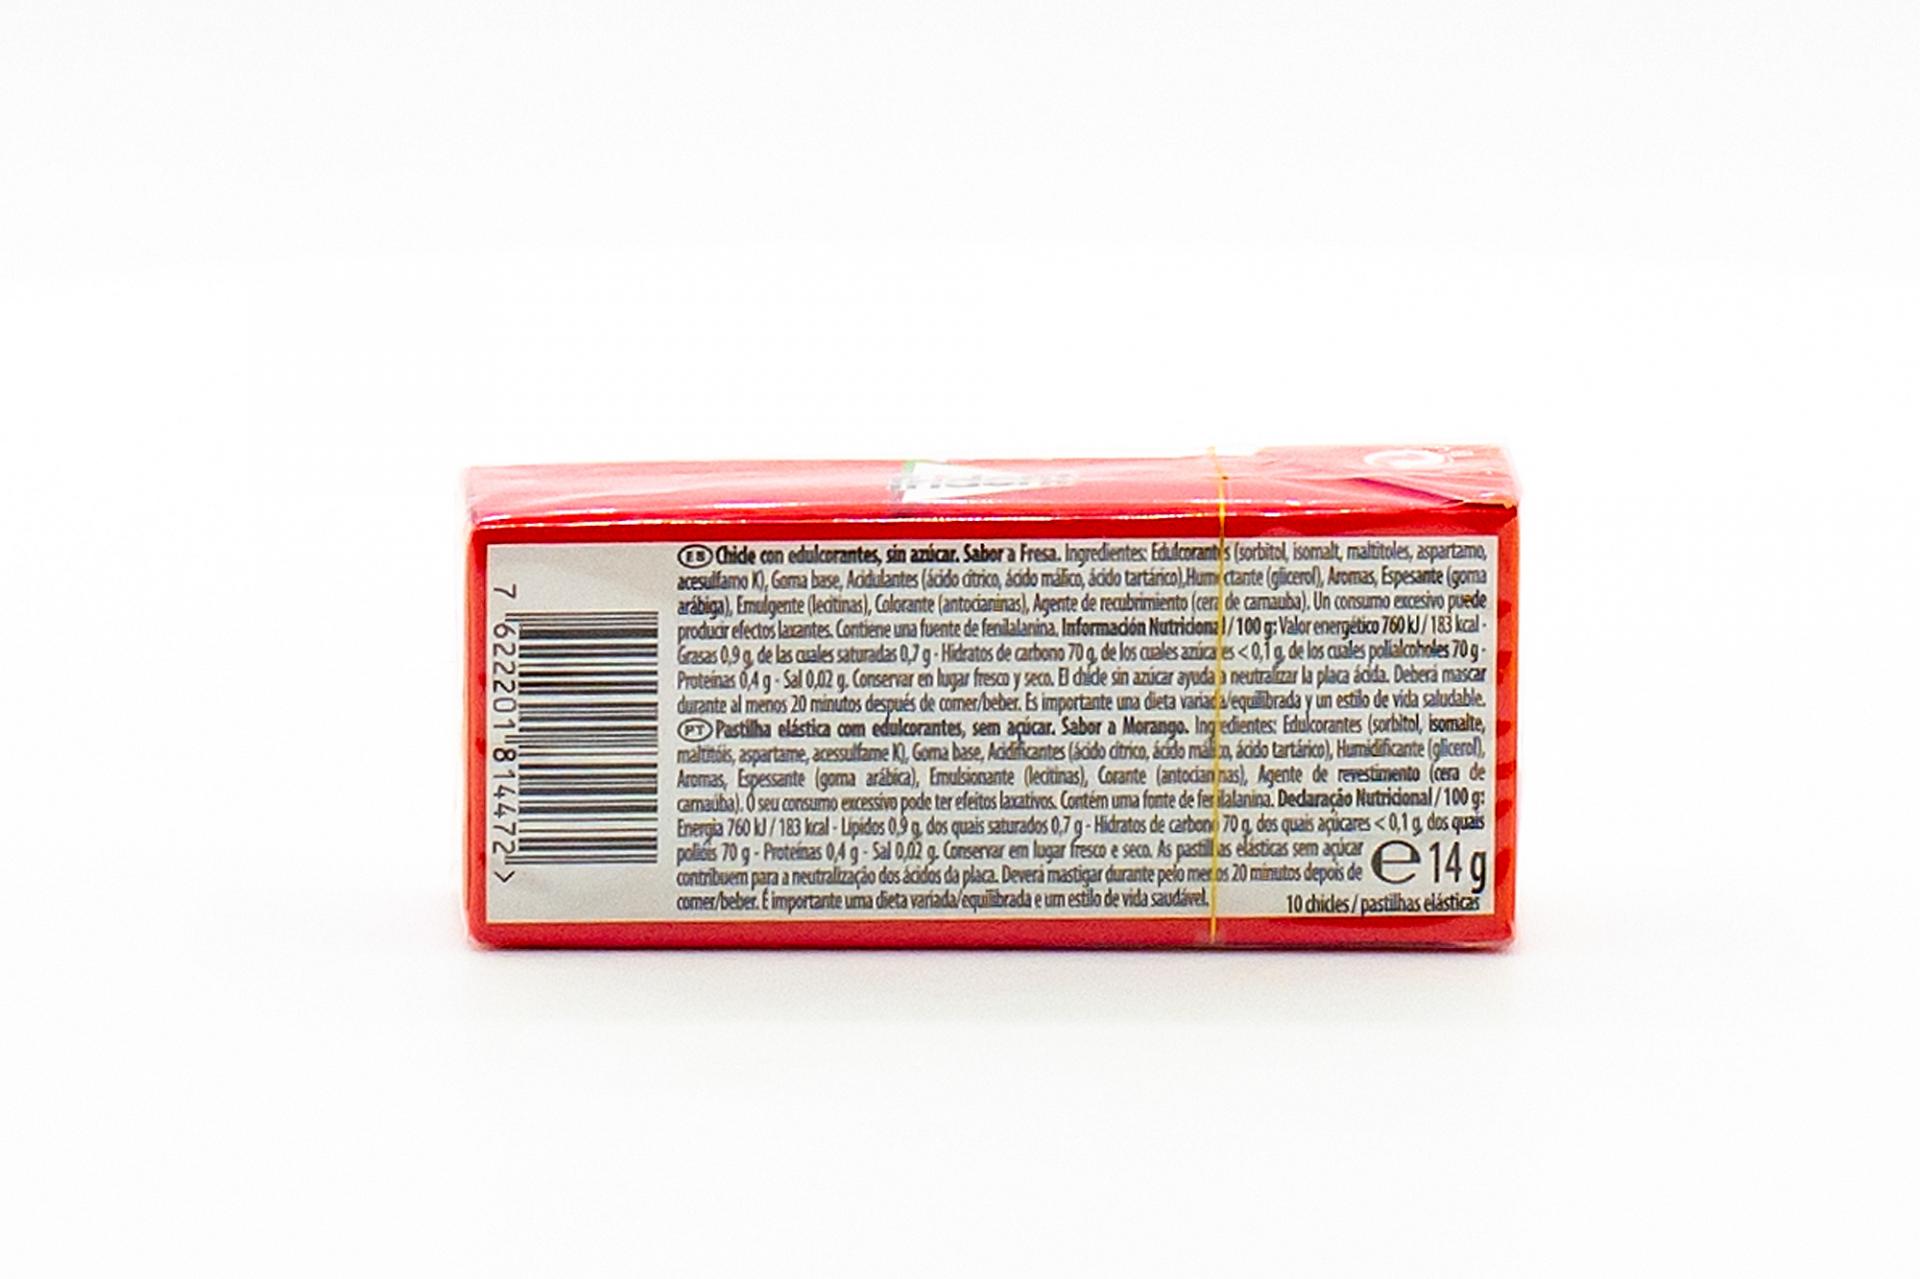 trident
ES Chicle con edulcorantes, sin azúcar. Sabor a Fresa. Ingredientes: Edulcorantes (sorbitol, isomalt, maltitoles, aspartamo,
acesulfamo K), Goma base, Acidulantes (ácido cítrico, ácido málico, ácido tartárico),Humectante (glicerol), Aromas, Espesante (goma
arábiga), Emulgente (lecitinas), Colorante (antocianinas), Agente de recubrimiento (cera de carnauba). Un consumo excesivo puede
producir efectos laxantes. Contiene una fuente de fenilalanina. Información Nutricional / 100 g: Valor energético 760 kJ / 183 kcal -
Grasas 0,9 g, de las cuales saturadas 0,7 g - Hidratos de carbono 70 g, de los cuales azúcares < 0,1 g, de los cuales polialcoholes 70 g -
Proteínas 0,4 g - Sal 0,02 g. Conservar en lugar fresco y seco. El chicle sin azúcar ayuda a neutralizar la placa ácida. Deberá mascar
durante al menos 20 minutos después de comer/beber. Es importante una dieta variada/equilibrada y un estilo de vida saludable.
PT Pastilha elástica com edulcorantes, sem açúcar. Sabor a Morango. Ingredientes: Edulcorantes (sorbitol, isomalte,
maltitóis, aspartame, acessulfame K), Goma base, Acidificantes (ácido cítrico, ácido málico, ácido tartárico), Humidificante (glicerol),
Aromas, Espessante (goma arábica), Emulsionante (lecitinas), Corante (antocianinas), Agente de revestimento (cera de
carnaúba). O seu consumo excessivo pode ter efeitos laxativos. Contém uma fonte de fenilalanina. Declaração Nutricional / 100 g:
Energia 760 kJ / 183 kcal - Lípidos 0,9 g, dos quais saturados 0,7 g - Hidratos de carbono 70 g, dos quais açúcares < 0,1 g, dos quais
polióis 70 g - Proteínas 0,4 g - Sal 0,02 g. Conservar em lugar fresco e seco. As pastilhas elásticas sem açúcar
contribuem para a neutralização dos ácidos da placa. Deverá mastigar durante pelo menos 20 minutos depois de
comer/beber. É importante uma dieta variada/equilibrada e um estilo de vida saudável.
℮ 14 g
10 chicles / pastilhas elásticas
7 622201 814472 >